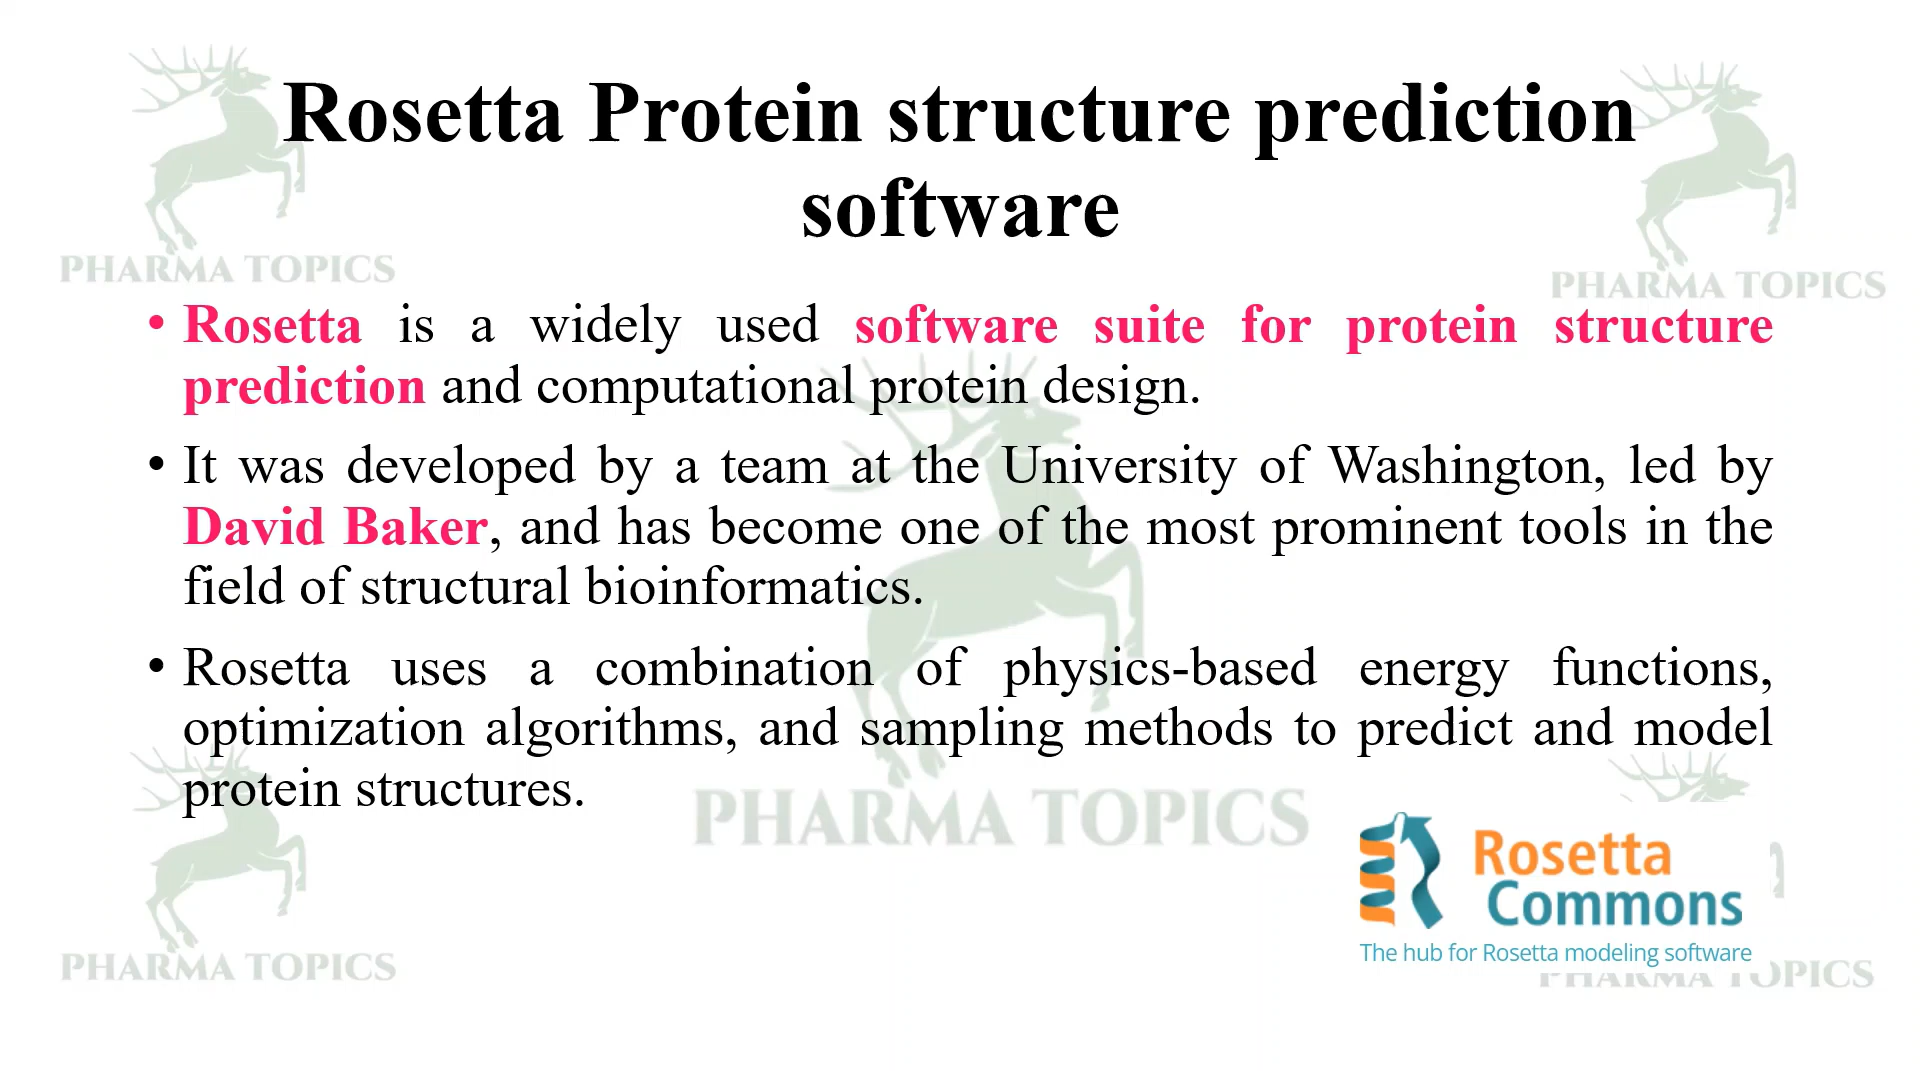 Rosetta Protein structure prediction
software
PHARMA TOPICS
PHARMA TOPICS
• Rosetta is a widely used software suite for protein structure
prediction and computational protein design.
• It was developed by a team at the University of Washington, led by
David Baker, and has become one of the most prominent tools in the
field of structural bioinformatics.
• Rosetta uses a combination of physics-based energy functions,
optimization algorithms, and sampling methods to predict and model
protein structures.
PHARMA TOPICS
Rosetta
Commons
The hub for Rosetta modeling software
PHARMA TOPICS
PHARMA TOPICS